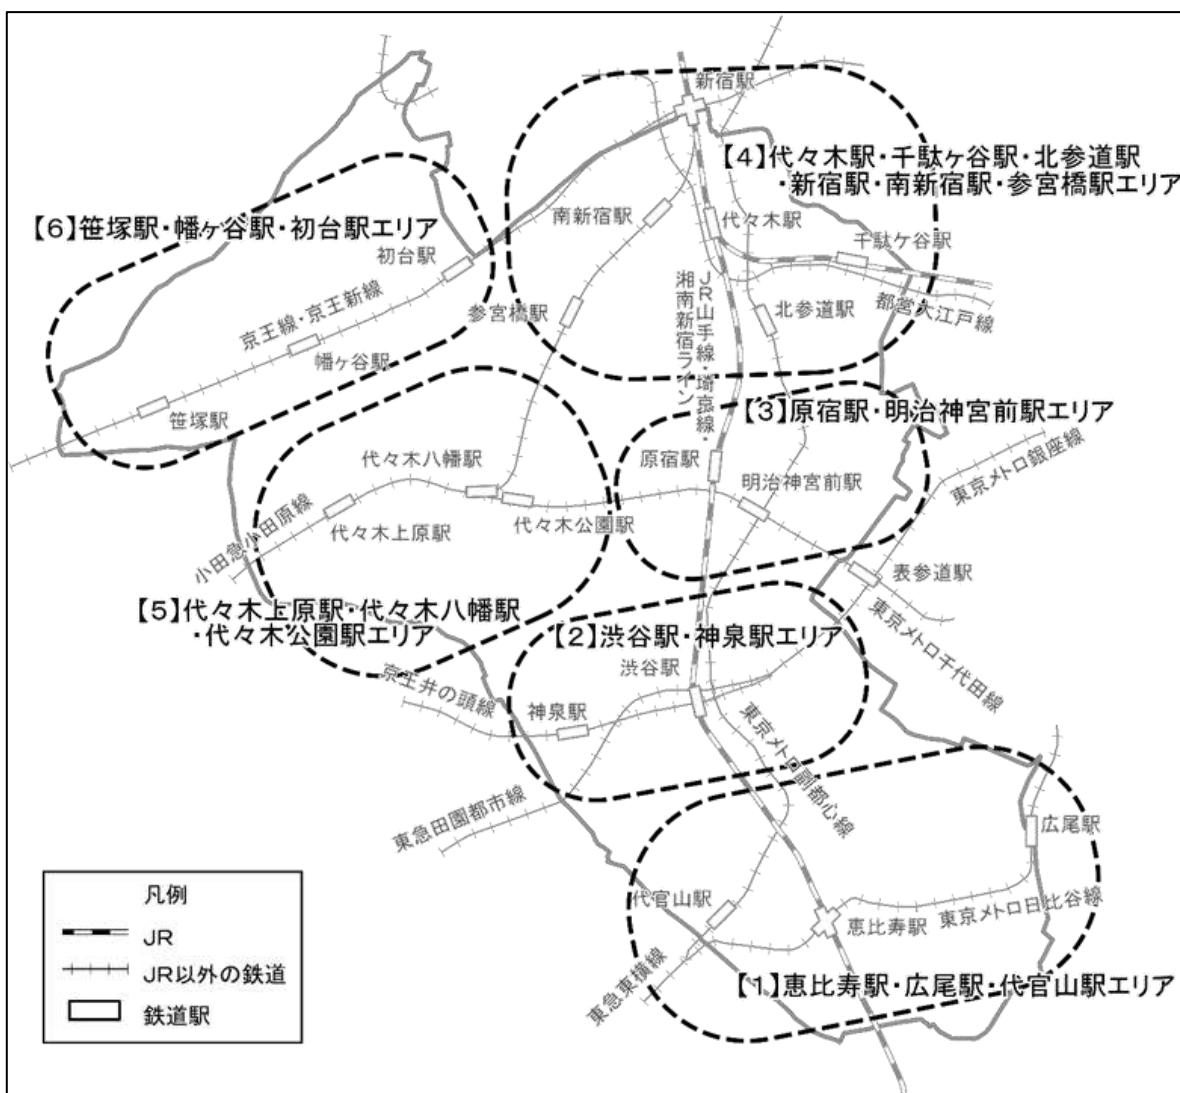 新宿駅
【4】代々木駅・千駄ヶ谷駅・北参道駅
・新宿駅・南新宿駅・参宮橋駅エリア
【6】笹塚駅・幡ヶ谷駅・初台駅エリア
南新宿駅
代々木駅
初台駅
千駄ケ谷駅
京王線・京王新線
参宮橋駅
北参道駅
都営大江戸線
JR山手線・埼京線・
湘南新宿ライン
幡ヶ谷駅
笹塚駅
【3】原宿駅・明治神宮前駅エリア
代々木八幡駅
原宿駅
明治神宮前駅
東京メトロ銀座線
小田急小田原線
代々木上原駅
代々木公園駅
表参道駅
【5】代々木上原駅・代々木八幡駅
・代々木公園駅エリア
【2】渋谷駅・神泉駅エリア
東京メトロ千代田線
渋谷駅
京王井の頭線
神泉駅
東京メトロ副都心線
東急田園都市線
広尾駅
代官山駅
恵比寿駅
東京メトロ日比谷線
東急東横線
【1】恵比寿駅・広尾駅・代官山駅エリア
凡例
JR
JR以外の鉄道
鉄道駅